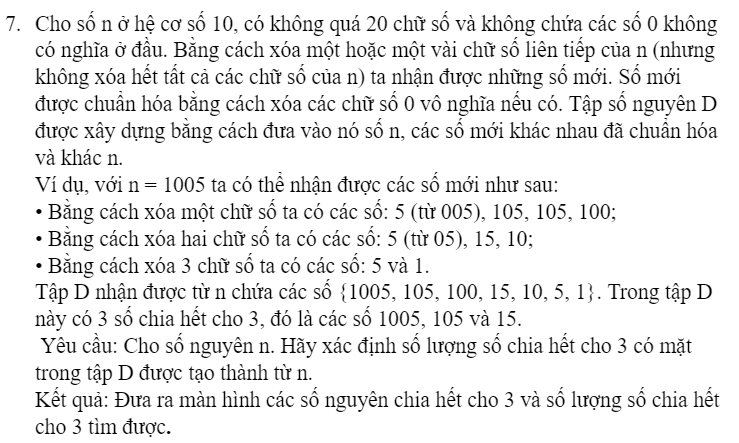 7. Cho số n ở hệ cơ số 10, có không quá 20 chữ số và không chứa các số 0 không
có nghĩa ở đầu. Bằng cách xóa một hoặc một vài chữ số liên tiếp của n (nhưng
không xóa hết tất cả các chữ số của n) ta nhận được những số mới. Số mới
được chuẩn hóa bằng cách xóa các chữ số 0 vô nghĩa nếu có. Tập số nguyên D
được xây dựng bằng cách đưa vào nó số n, các số mới khác nhau đã chuẩn hóa
và khác n.
Ví dụ, với n = 1005 ta có thể nhận được các số mới như sau:
• Bằng cách xóa một chữ số ta có các số: 5 (từ 005), 105, 105, 100;
• Bằng cách xóa hai chữ số ta có các số: 5 (từ 05), 15, 10;
• Bằng cách xóa 3 chữ số ta có các số: 5 và 1.
Tập D nhận được từ n chứa các số {1005, 105, 100, 15, 10, 5, 1}. Trong tập D
này có 3 số chia hết cho 3, đó là các số 1005, 105 và 15.
Yêu cầu: Cho số nguyên n. Hãy xác định số lượng số chia hết cho 3 có mặt
trong tập D được tạo thành từ n.
Kết quả: Đưa ra màn hình các số nguyên chia hết cho 3 và số lượng số chia hết
cho 3 tìm được.